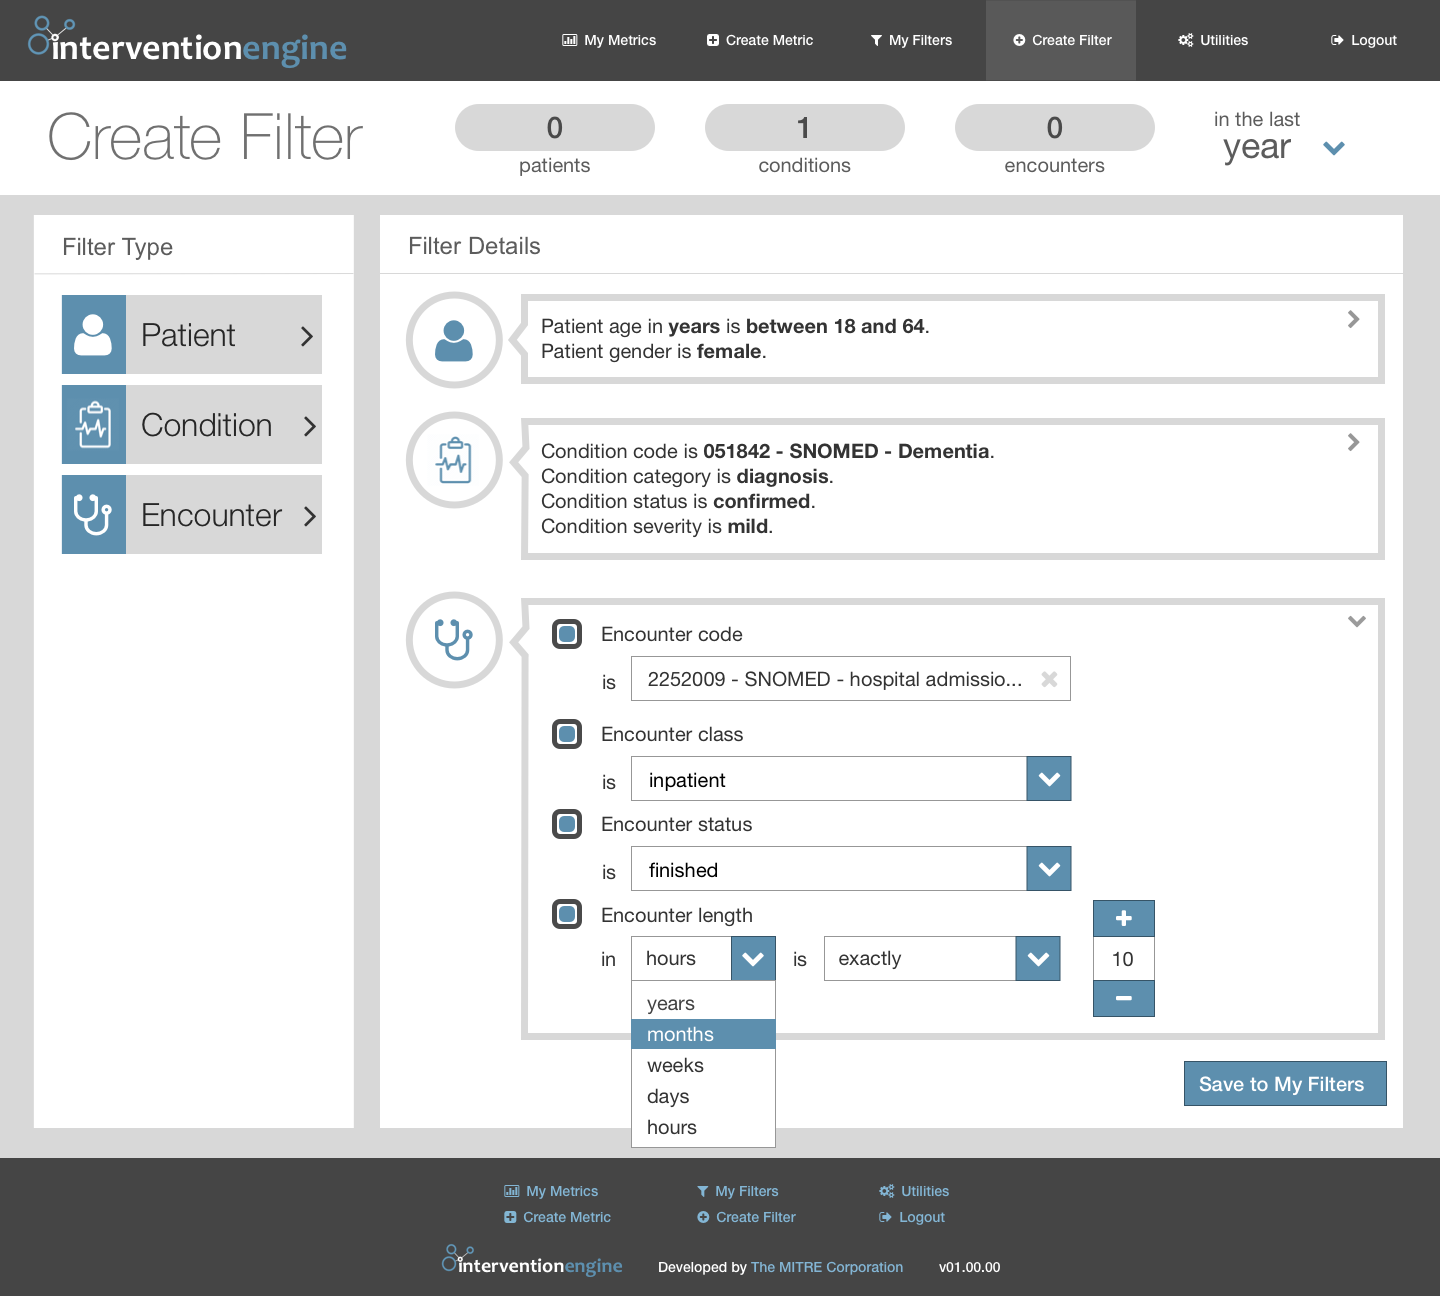 interventionengine
My Metrics
Create Metric
My Filters
Create Filter
Utilities
Logout
Create Filter
0
patients
1
conditions
0
encounters
in the last
year
Filter Type
Patient
Condition
Encounter
Filter Details
Patient age in years is between 18 and 64.
Patient gender is female.
Condition code is 051842 - SNOMED - Dementia.
Condition category is diagnosis.
Condition status is confirmed.
Condition severity is mild.
Encounter code
is 2252009 - SNOMED - hospital admissio...
Encounter class
is inpatient
Encounter status
is finished
Encounter length
in hours is exactly 10
years
months
weeks
days
hours
Save to My Filters
My Metrics
My Filters
Utilities
Create Metric
Create Filter
Logout
interventionengine
Developed by The MITRE Corporation
v01.00.00